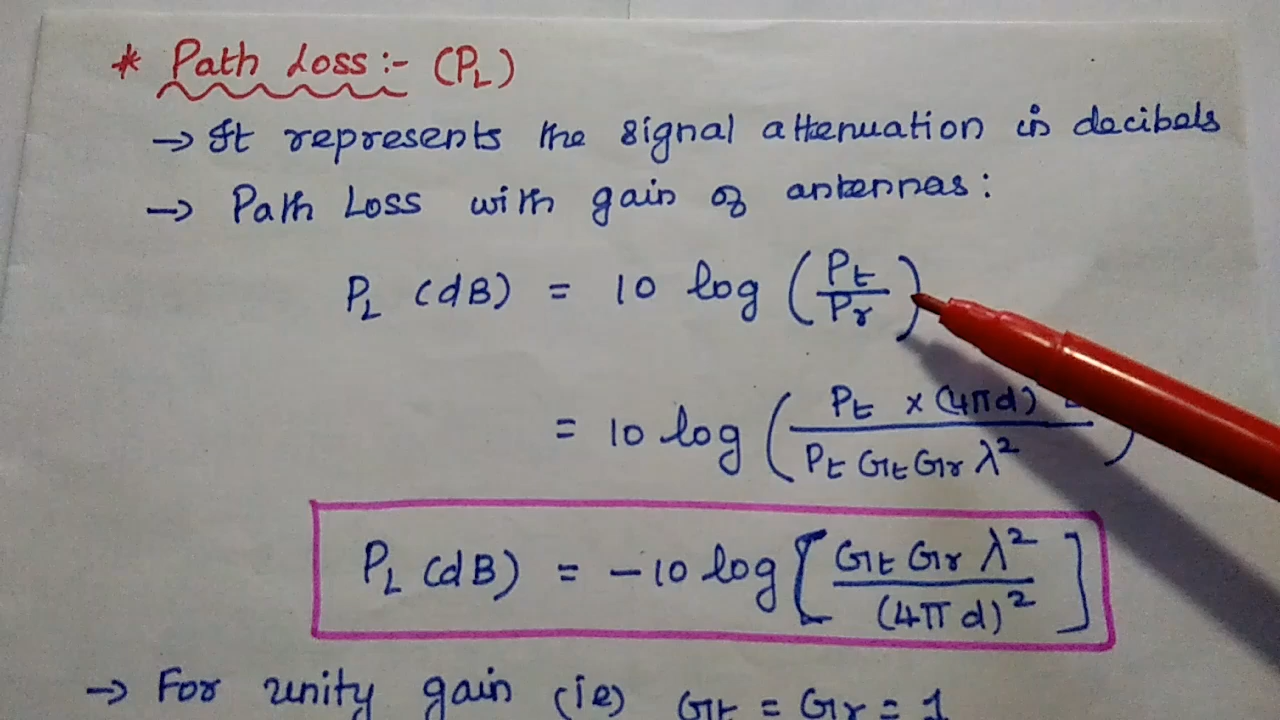 * Path Loss :- (PL)
→ It represents the signal attenuation in decibels
→ Path Loss with gain of antennas :
PL (dB) = 10 log (Pt/Pr)
= 10 log (Pt × (4πd) / Pt Gt Gr λ²)
PL (dB) = -10 log [Gt Gr λ² / (4πd)²]
→ For unity gain (ie) Gt = Gr = 1